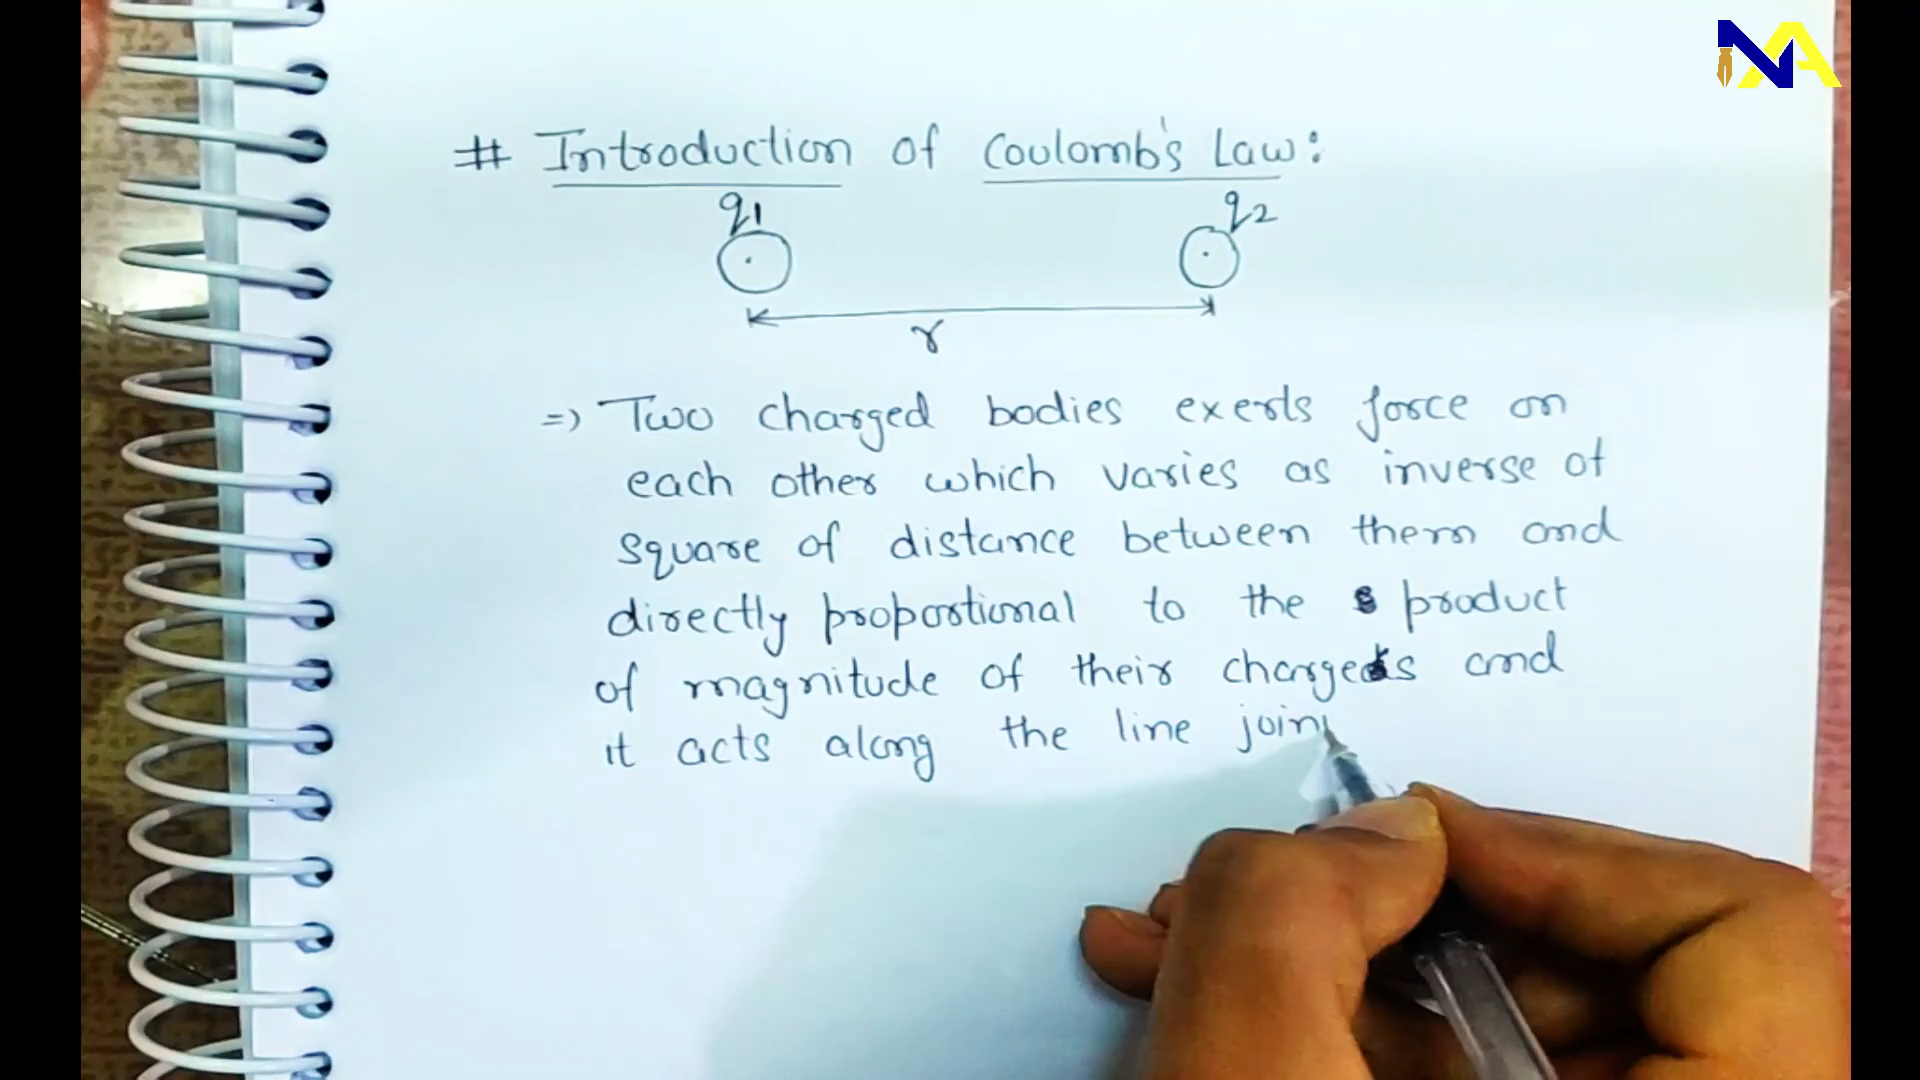 NA
# Introduction of Coulomb's Law:
q1 q2
r
=) Two charged bodies exerts force on
each other which varies as inverse of
square of distance between them and
directly proportional to the product
of magnitude of their charges and
it acts along the line join